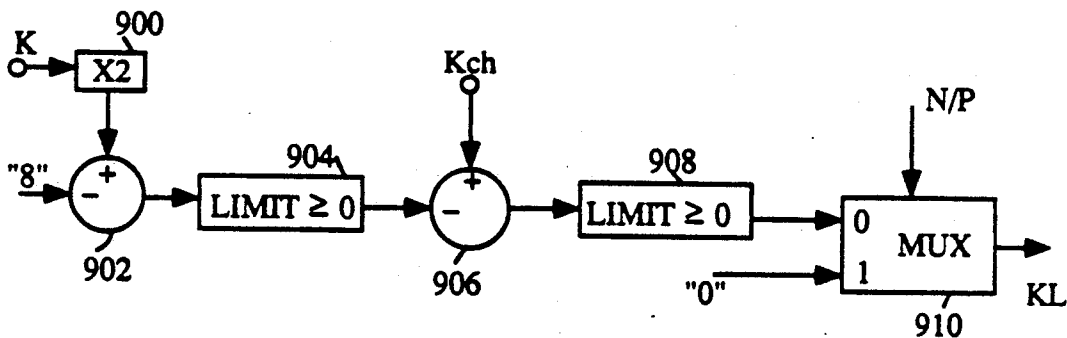 900
K
X2
Kch
N/P
"8"
+
-
904
LIMIT ≥ 0
902
+
-
906
908
LIMIT ≥ 0
0
MUX
1
"0"
KL
910